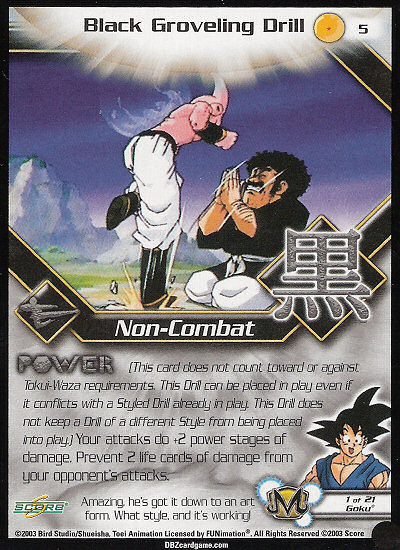 Black Groveling Drill 5
黒
Non-Combat
POWER (This card does not count toward or against
Tokui-Waza requirements. This Drill can be placed in play even if
it conflicts with a Styled Drill already in play. This Drill does
not keep a Drill of a different Style from being placed
into play.) Your attacks do +2 power stages of
damage. Prevent 2 life cards of damage from
your opponent's attacks.
Amazing, he's got it down to an art
form. What style, and it's working!
SCORE
M
1 of 21
Goku
©2003 Bird Studio/Shueisha, Toei Animation Licensed by FUNimation®. All Rights Reserved ©2003 Score
DBZcardgame.com